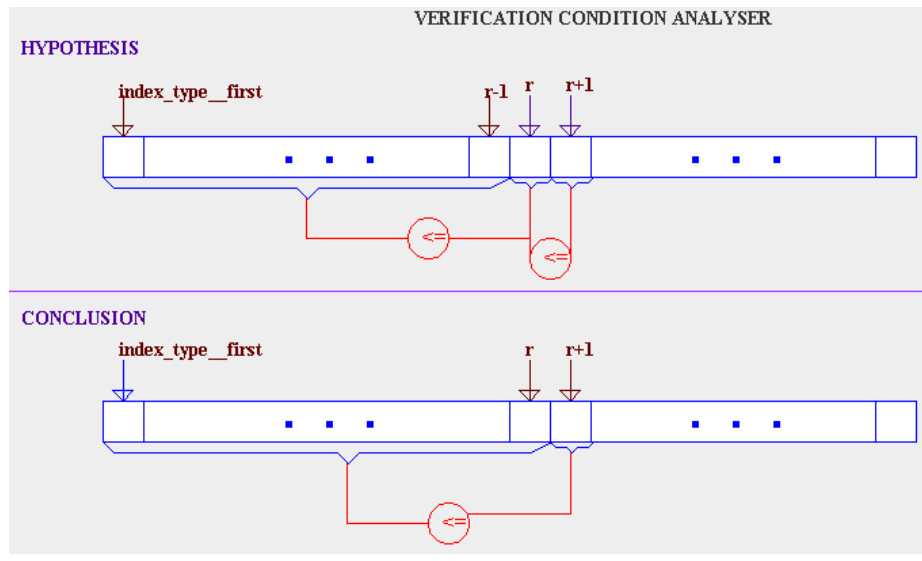 VERIFICATION CONDITION ANALYSER
HYPOTHESIS
index_type__first r-1 r r+1
. . . . . .
<=
<=
CONCLUSION
index_type__first r r+1
. . . . . .
<=